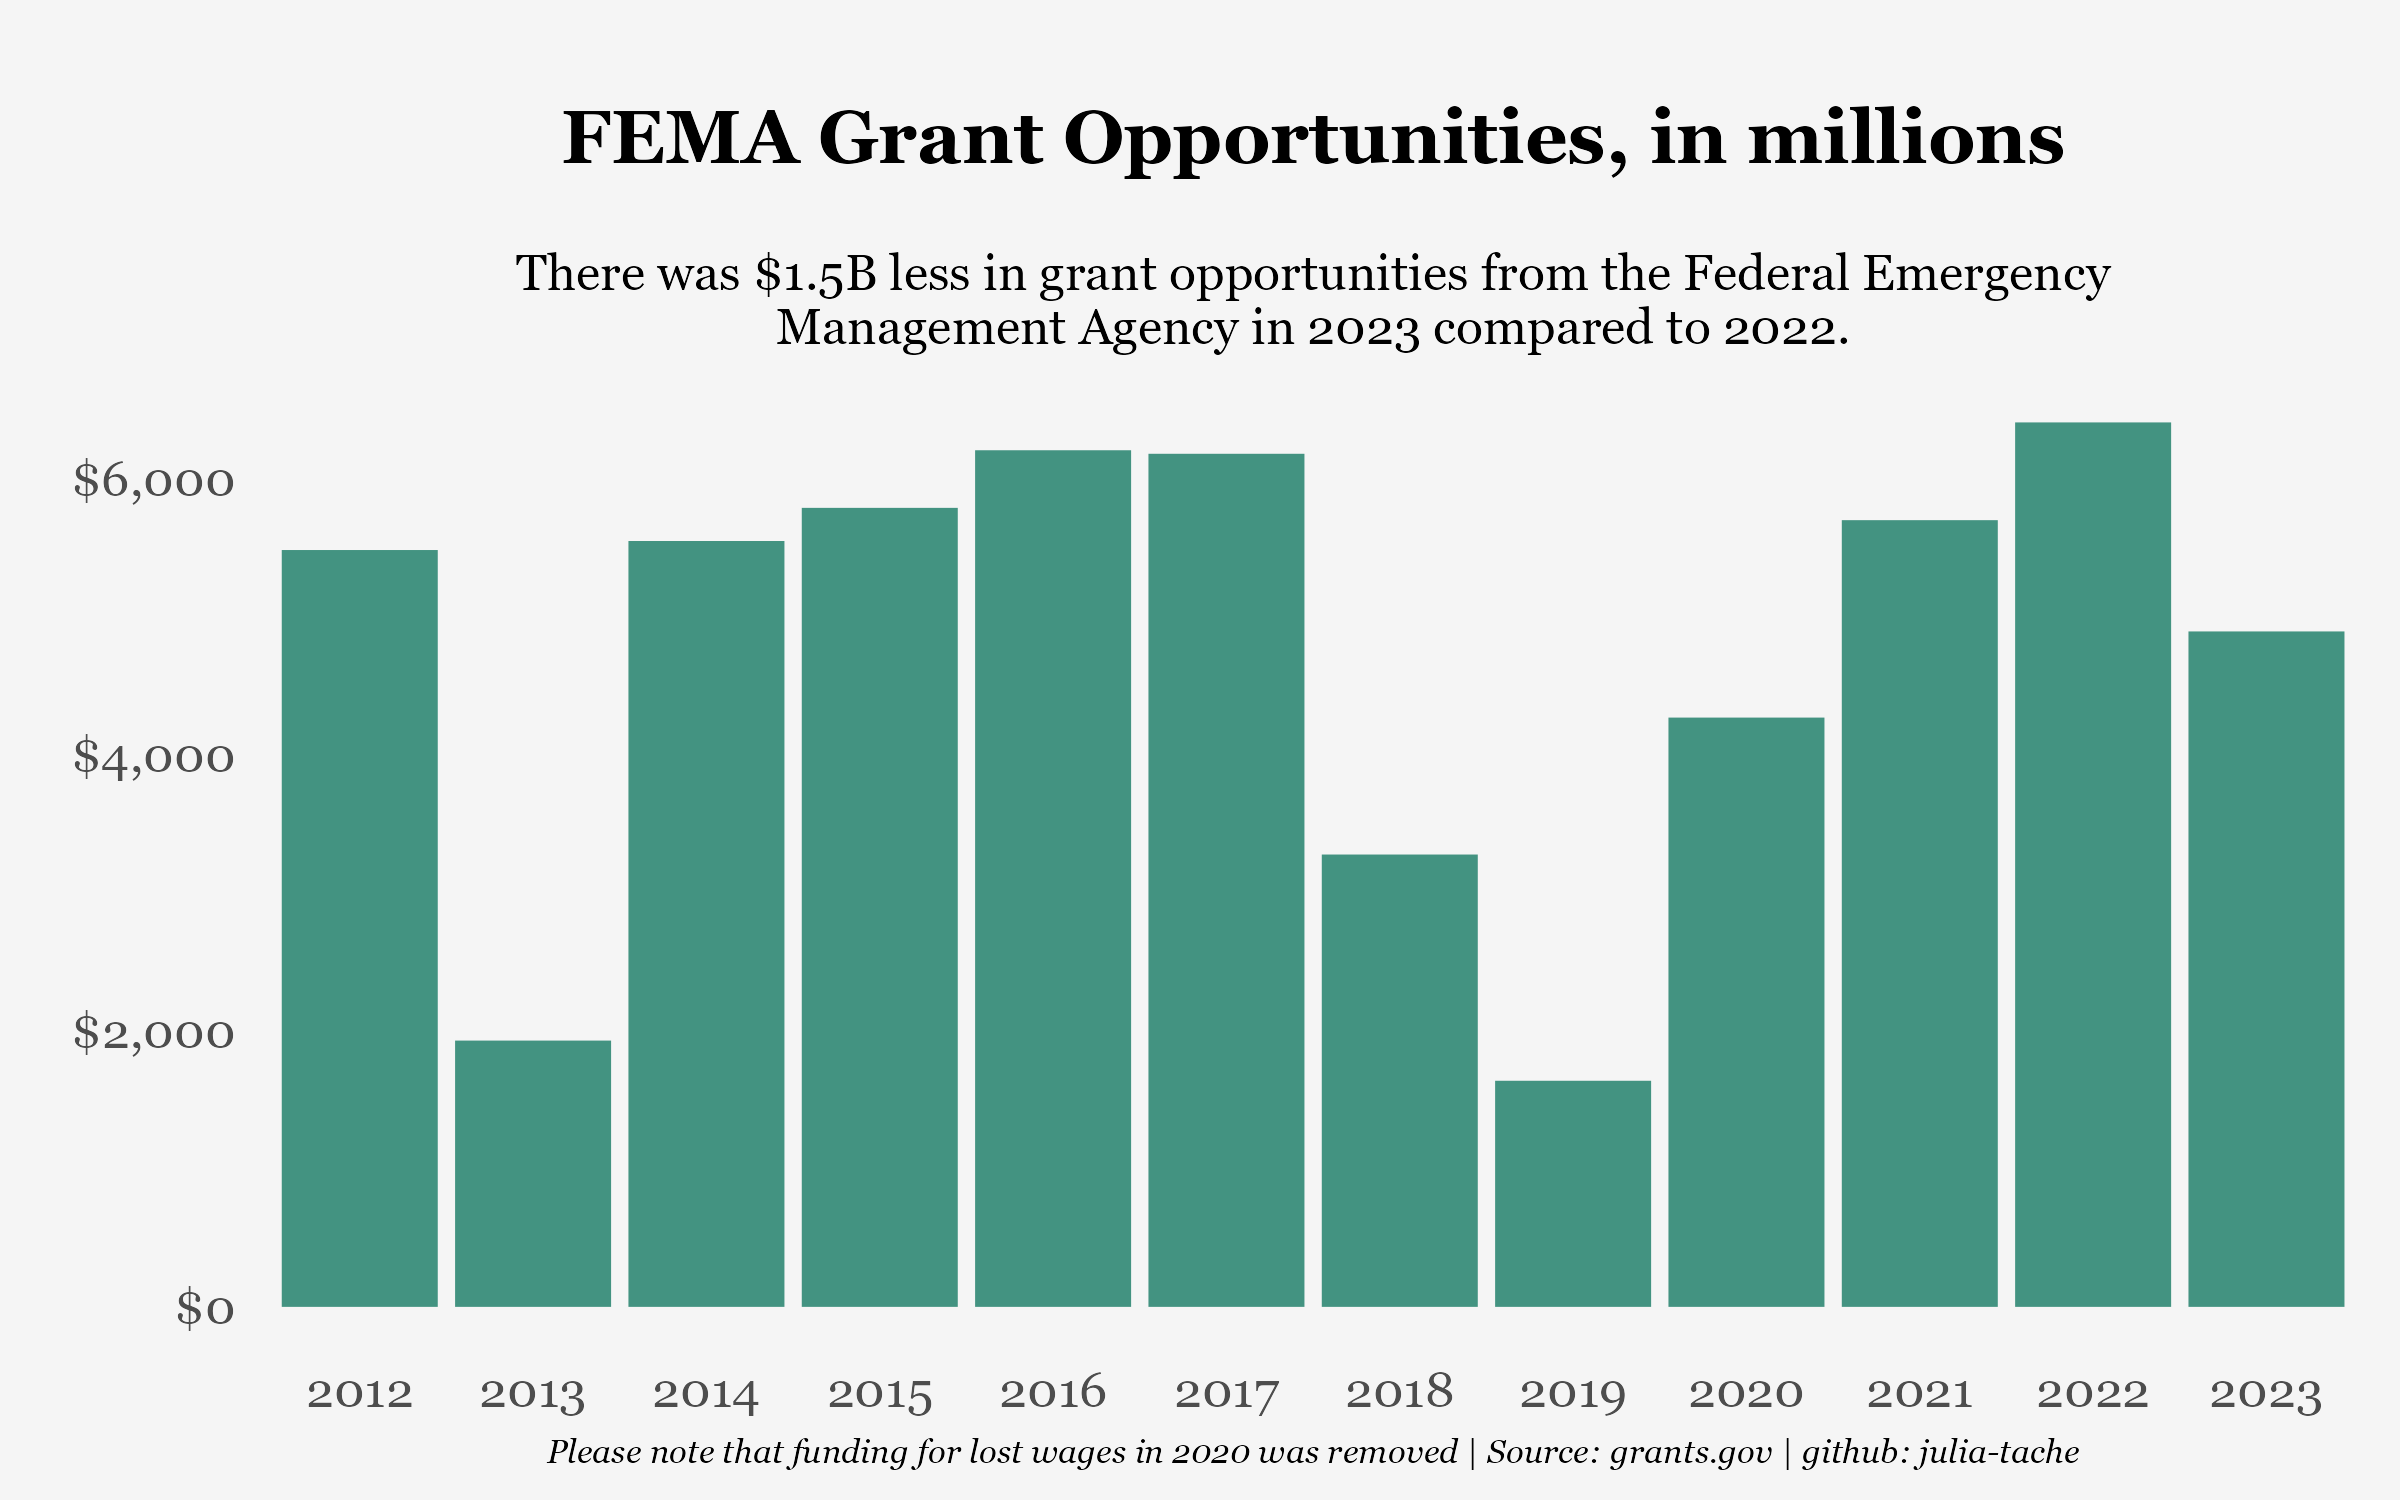 FEMA Grant Opportunities, in millions
There was $1.5B less in grant opportunities from the Federal Emergency
Management Agency in 2023 compared to 2022.
$6,000
$4,000
$2,000
$0
2012 2013 2014 2015 2016 2017 2018 2019 2020 2021 2022 2023
Please note that funding for lost wages in 2020 was removed | Source: grants.gov | github: julia-tache